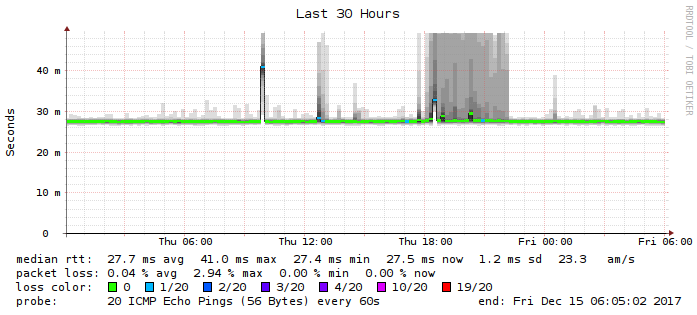 Last 30 Hours
RRDTOOL / TOBI OETIKER
Seconds
40 m
30 m
20 m
10 m
0
Thu 06:00 Thu 12:00 Thu 18:00 Fri 00:00 Fri 06:00
median rtt: 27.7 ms avg 41.0 ms max 27.4 ms min 27.5 ms now 1.2 ms sd 23.3 am/s
packet loss: 0.04 % avg 2.94 % max 0.00 % min 0.00 % now
loss color: 0 1/20 2/20 3/20 4/20 10/20 19/20
probe: 20 ICMP Echo Pings (56 Bytes) every 60s end: Fri Dec 15 06:05:02 2017